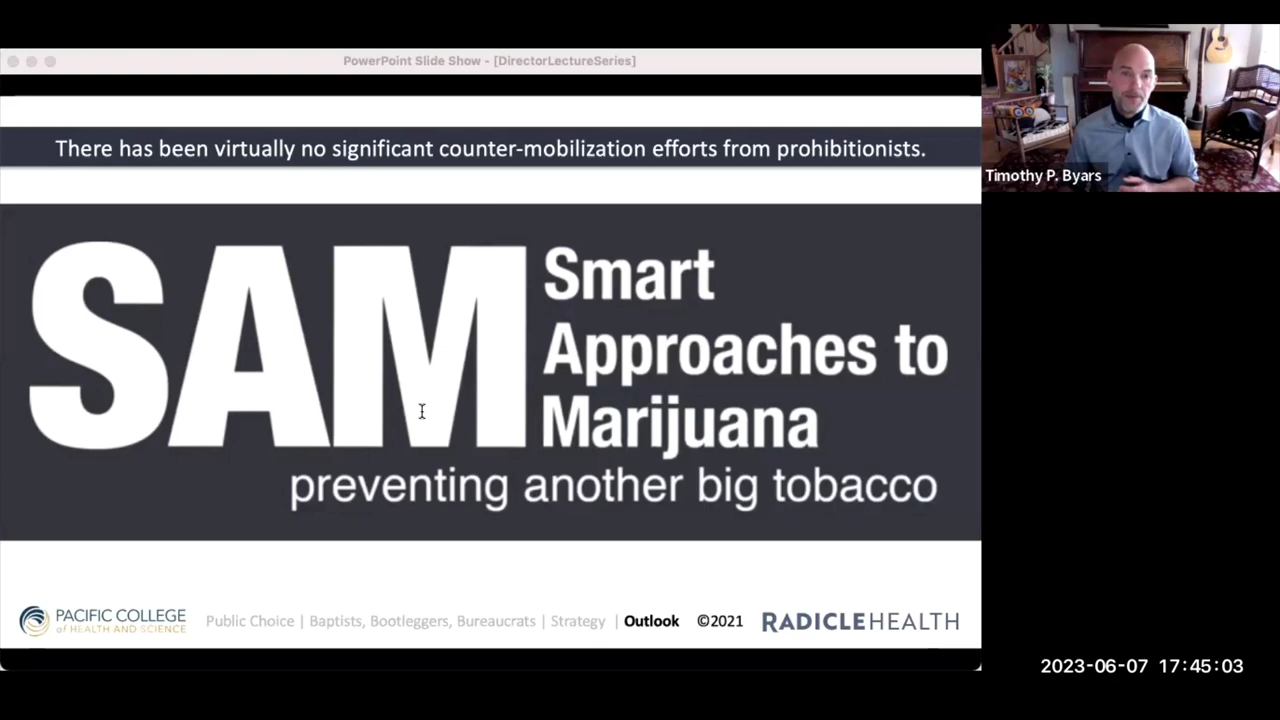 PowerPoint Slide Show - [DirectorLectureSeries]
There has been virtually no significant counter-mobilization efforts from prohibitionists.
Timothy P. Byars
SAM
Smart
Approaches to
Marijuana
preventing another big tobacco
PACIFIC COLLEGE
of HEALTH AND SCIENCE
Public Choice | Baptists, Bootleggers, Bureaucrats | Strategy | Outlook ©2021
RADICLEHEALTH
2023-06-07 17:45:03